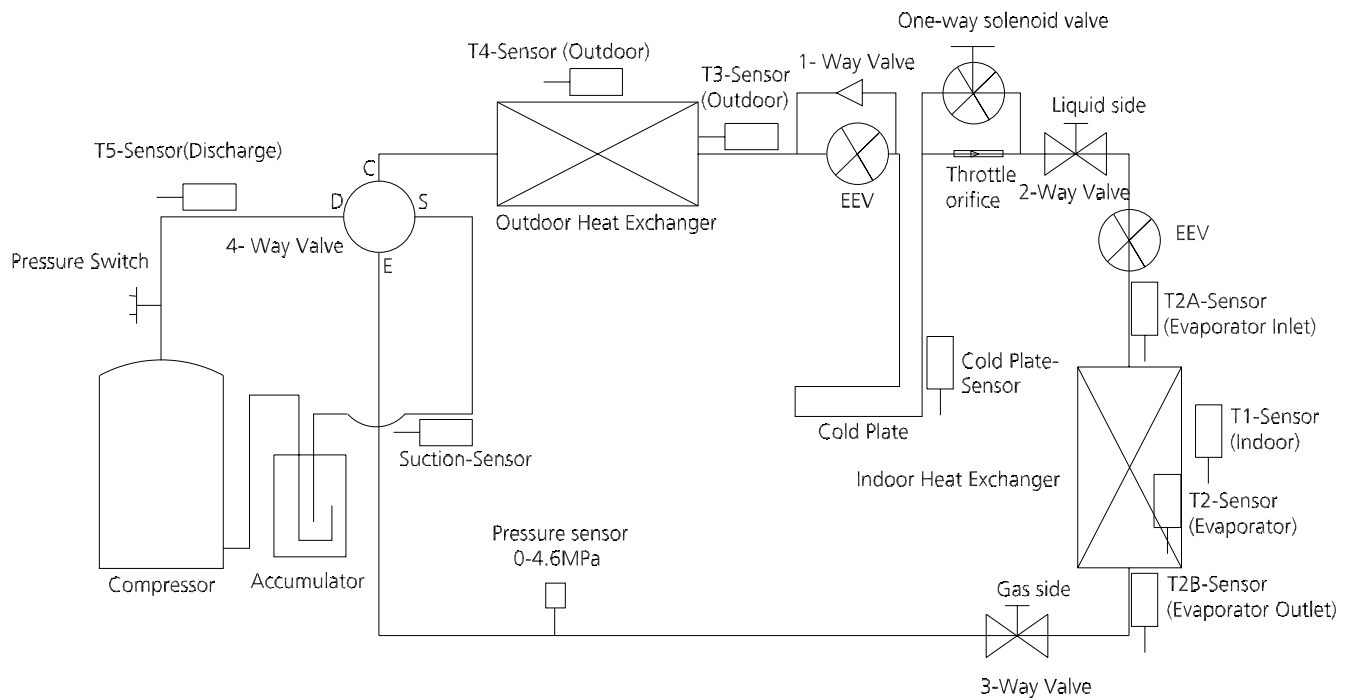 One-way solenoid valve
T4-Sensor (Outdoor)
1- Way Valve
T3-Sensor
(Outdoor)
Liquid side
T5-Sensor(Discharge)
C
D
S
Throttle
orifice
2-Way Valve
EEV
Outdoor Heat Exchanger
4- Way Valve
E
EEV
Pressure Switch
T2A-Sensor
(Evaporator Inlet)
Cold Plate-
Sensor
T1-Sensor
(Indoor)
Cold Plate
Suction-Sensor
Indoor Heat Exchanger
T2-Sensor
(Evaporator)
Pressure sensor
0-4.6MPa
Compressor
Accumulator
Gas side
T2B-Sensor
(Evaporator Outlet)
3-Way Valve